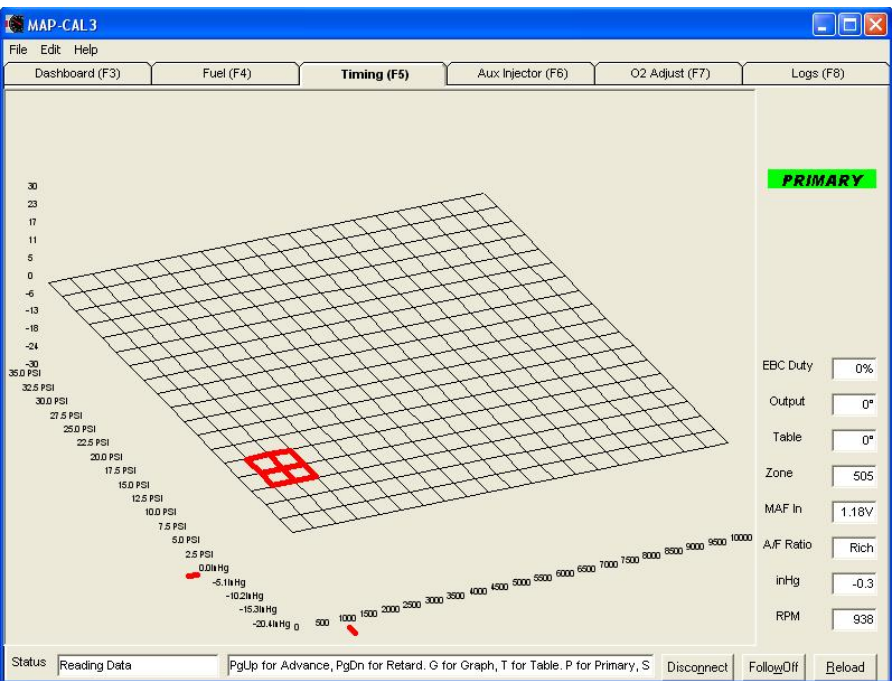 MAP-CAL3
File Edit Help
Dashboard (F3) Fuel (F4) Timing (F5) Aux Injector (F6) O2 Adjust (F7) Logs (F8)
PRIMARY
30
23
17
11
5
0
-6
-13
-18
-24
-30
35.0 PSI
32.5 PSI
30.0 PSI
27.5 PSI
25.0 PSI
22.5 PSI
20.0 PSI
17.5 PSI
15.0 PSI
12.5 PSI
10.0 PSI
7.5 PSI
5.0 PSI
2.5 PSI
0.0InHg
-5.1InHg
-10.2InHg
-15.3InHg
-20.4InHg
0 500 1000 1500 2000 2500 3000 3500 4000 4500 5000 5500 6000 6500 7000 7500 8000 8500 9000 9500 10000
EBC Duty 0%
Output 0°
Table 0°
Zone 505
MAF In 1.18V
A/F Ratio Rich
inHg -0.3
RPM 938
Status Reading Data PgUp for Advance, PgDn for Retard. G for Graph, T for Table. P for Primary, S Disconnect FollowOff Reload